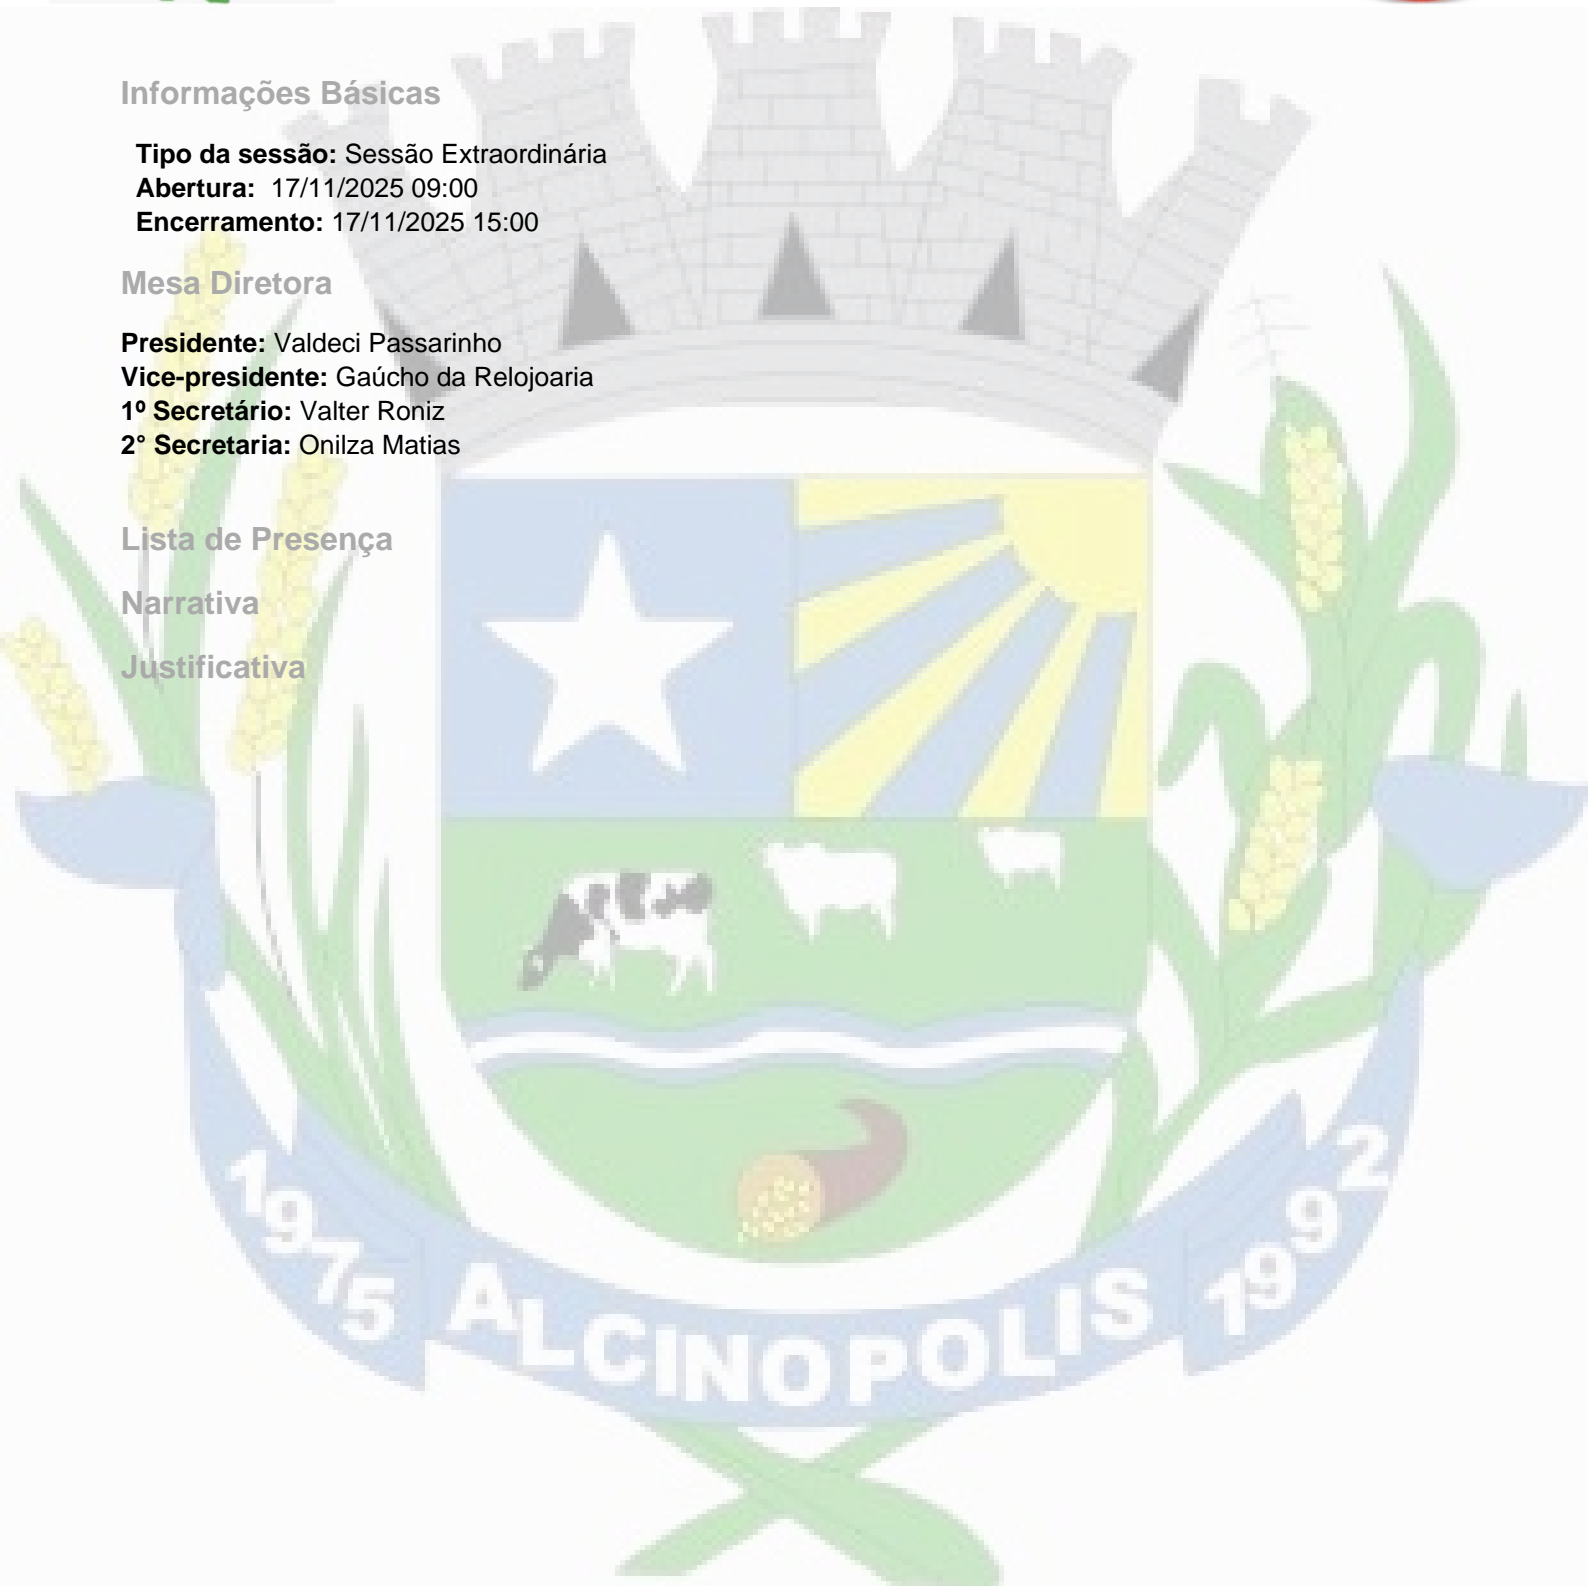 Informações Básicas
Tipo da sessão: Sessão Extraordinária
Abertura: 17/11/2025 09:00
Encerramento: 17/11/2025 15:00
Mesa Diretora
Presidente: Valdeci Passarinho
Vice-presidente: Gaúcho da Relojoaria
1º Secretário: Valter Roniz
2° Secretaria: Onilza Matias
Lista de Presença
Narrativa
Justificativa
1975 ALCINOPOLIS 1992